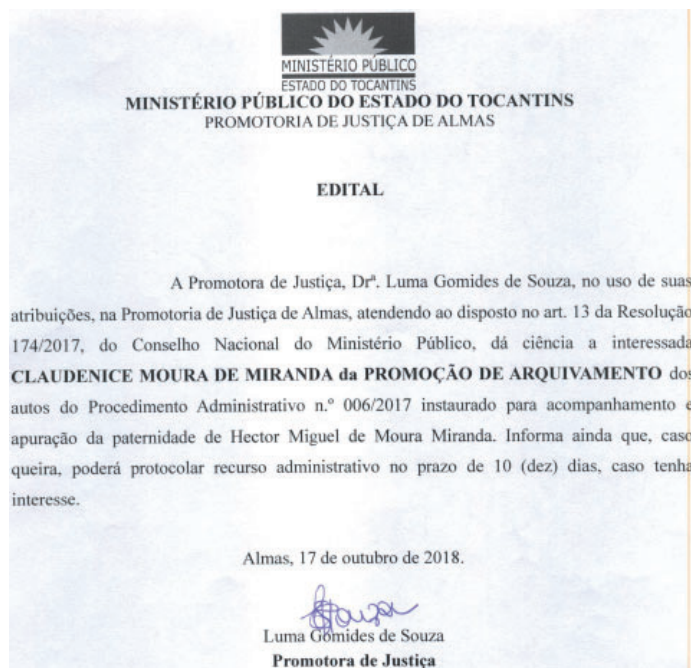 MINISTÉRIO PÚBLICO
ESTADO DO TOCANTINS
MINISTÉRIO PÚBLICO DO ESTADO DO TOCANTINS
PROMOTORIA DE JUSTIÇA DE ALMAS
EDITAL
A Promotora de Justiça, Drª. Luma Gomides de Souza, no uso de suas
atribuições, na Promotoria de Justiça de Almas, atendendo ao disposto no art. 13 da Resolução
174/2017, do Conselho Nacional do Ministério Público, dá ciência a interessada
CLAUDENICE MOURA DE MIRANDA da PROMOÇÃO DE ARQUIVAMENTO dos
autos do Procedimento Administrativo n.º 006/2017 instaurado para acompanhamento e
apuração da paternidade de Hector Miguel de Moura Miranda. Informa ainda que, caso
queira, poderá protocolar recurso administrativo no prazo de 10 (dez) dias, caso tenha
interesse.
Almas, 17 de outubro de 2018.
Luma Gomides de Souza
Promotora de Justiça